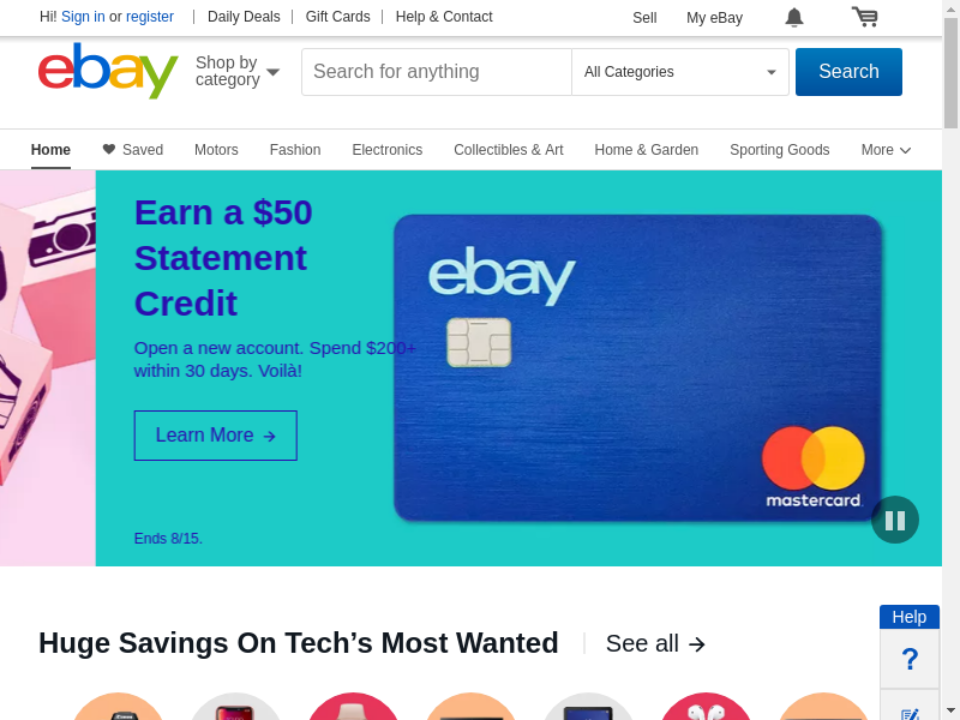 Hi! Sign in or register
Daily Deals
Gift Cards
Help & Contact
Sell
My eBay
ebay
Shop by
category
Search for anything
All Categories
Search
Home
Saved
Motors
Fashion
Electronics
Collectibles & Art
Home & Garden
Sporting Goods
More
Earn a $50
Statement
Credit
Open a new account. Spend $200+
within 30 days. Voilà!
Learn More →
Ends 8/15.
ebay
mastercard
Huge Savings On Tech's Most Wanted
See all →
Help
?